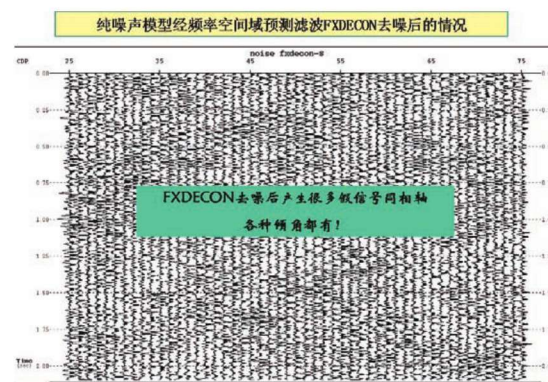 纯噪声模型经频率空间域预测滤波FXDECON去噪后的情况
noise fxdecon-s
CDP 25 35 45 55 65 75
0.00
0.25
0.50
0.75
FXDECON去噪后产生很多假信号同相轴
1.00
各种倾角都有!
1.25
1.50
1.75
Time
2.00